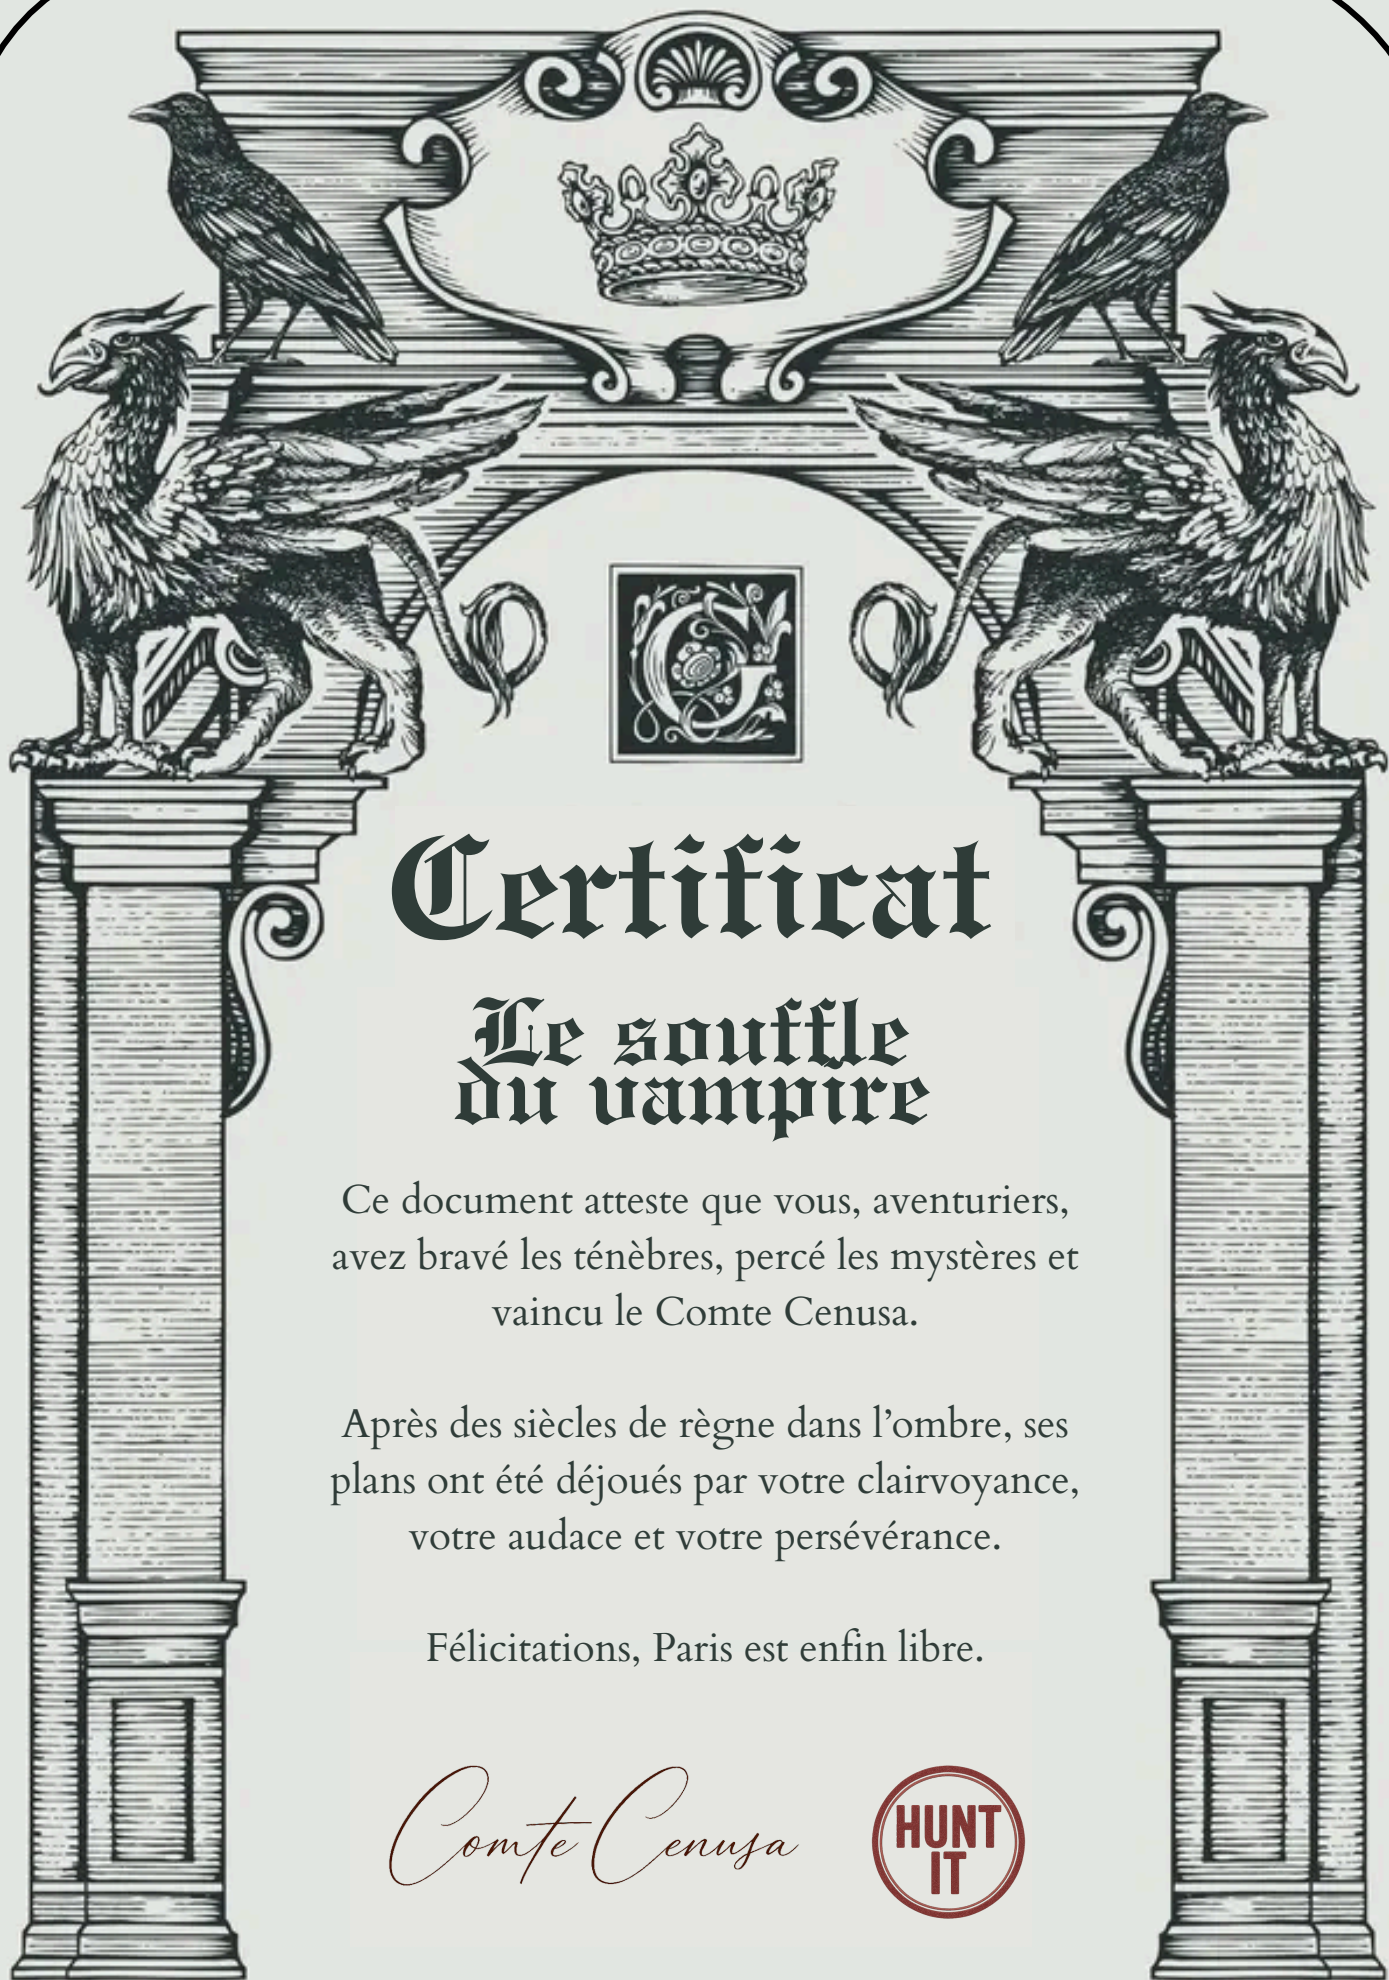 G
Certificat
Le souffle
du vampire
Ce document atteste que vous, aventuriers,
avez bravé les ténèbres, percé les mystères et
vaincu le Comte Cenusa.
Après des siècles de règne dans l’ombre, ses
plans ont été déjoués par votre clairvoyance,
votre audace et votre persévérance.
Félicitations, Paris est enfin libre.
Comte Cenusa
HUNT
IT